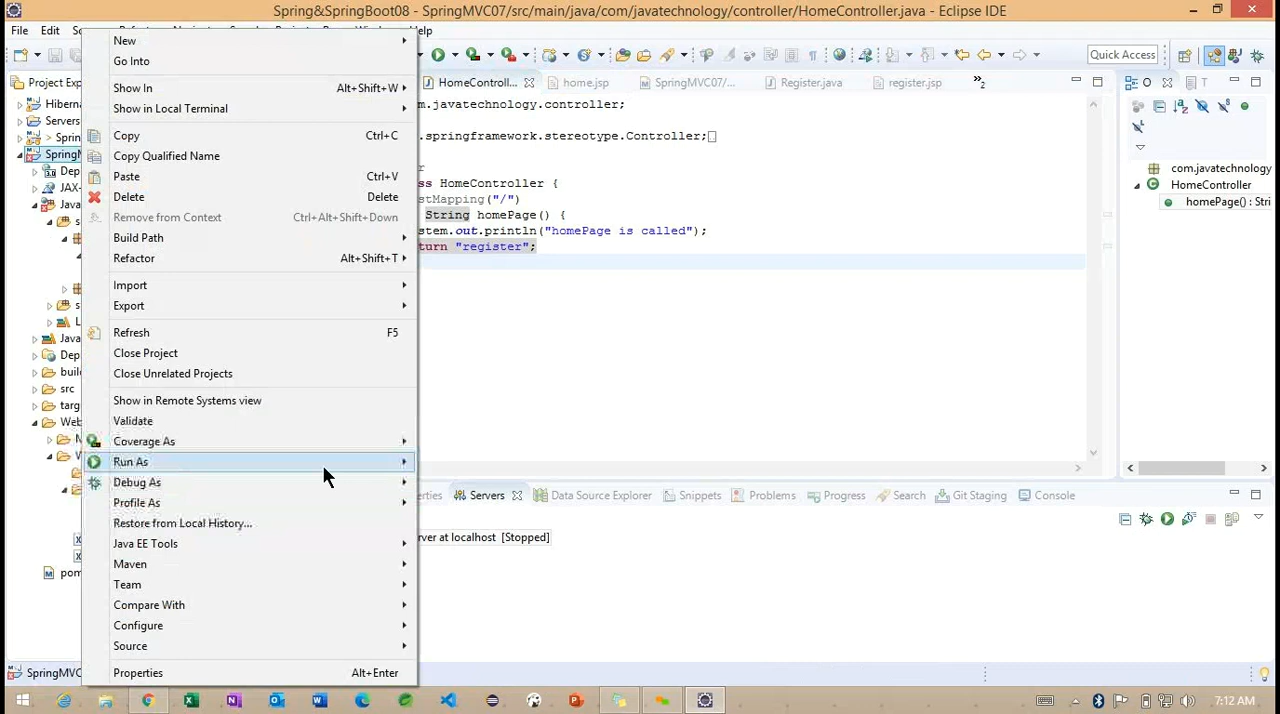 Spring&SpringBoot08 - SpringMVC07/src/main/java/com/javatechnology/controller/HomeController.java - Eclipse IDE
File Edit
Quick Access
Project Expl
HomeControll... home.jsp SpringMVC07/... Register.java register.jsp »2
T
Hiberna
Servers
> Spring
SpringM
Dep
JAX-
Java
s
s
L
Java
Dep
build
src
targ
Web
pom
New
Go Into
Show In Alt+Shift+W
Show in Local Terminal
Copy Ctrl+C
Copy Qualified Name
Paste Ctrl+V
Delete Delete
Remove from Context Ctrl+Alt+Shift+Down
Build Path
Refactor Alt+Shift+T
Import
Export
Refresh F5
Close Project
Close Unrelated Projects
Show in Remote Systems view
Validate
Coverage As
Run As
Debug As
Profile As
Restore from Local History...
Java EE Tools
Maven
Team
Compare With
Configure
Source
Properties Alt+Enter
m.javatechnology.controller;
.springframework.stereotype.Controller;
r
ss HomeController {
stMapping("/")
String homePage() {
stem.out.println("homePage is called");
turn "register";
com.javatechnology
HomeController
homePage() : Stri
erties Servers Data Source Explorer Snippets Problems Progress Search Git Staging Console
rver at localhost [Stopped]
SpringMVC
7:12 AM